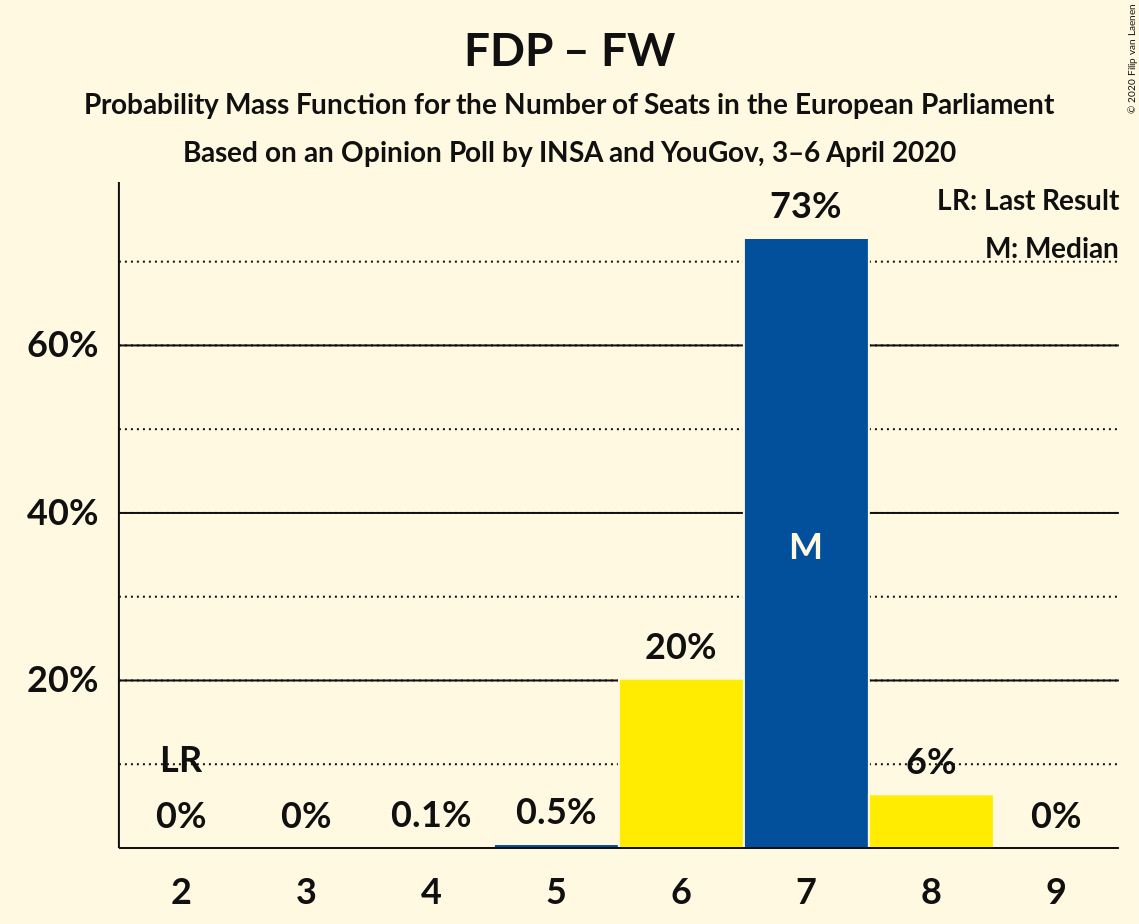 FDP – FW
Probability Mass Function for the Number of Seats in the European Parliament
Based on an Opinion Poll by INSA and YouGov, 3–6 April 2020
© 2020 Filip van Laenen
LR: Last Result
M: Median
73%
60%
40%
M
20%
20%
LR
6%
0%
0%
0.1%
0.5%
0%
2
3
4
5
6
7
8
9